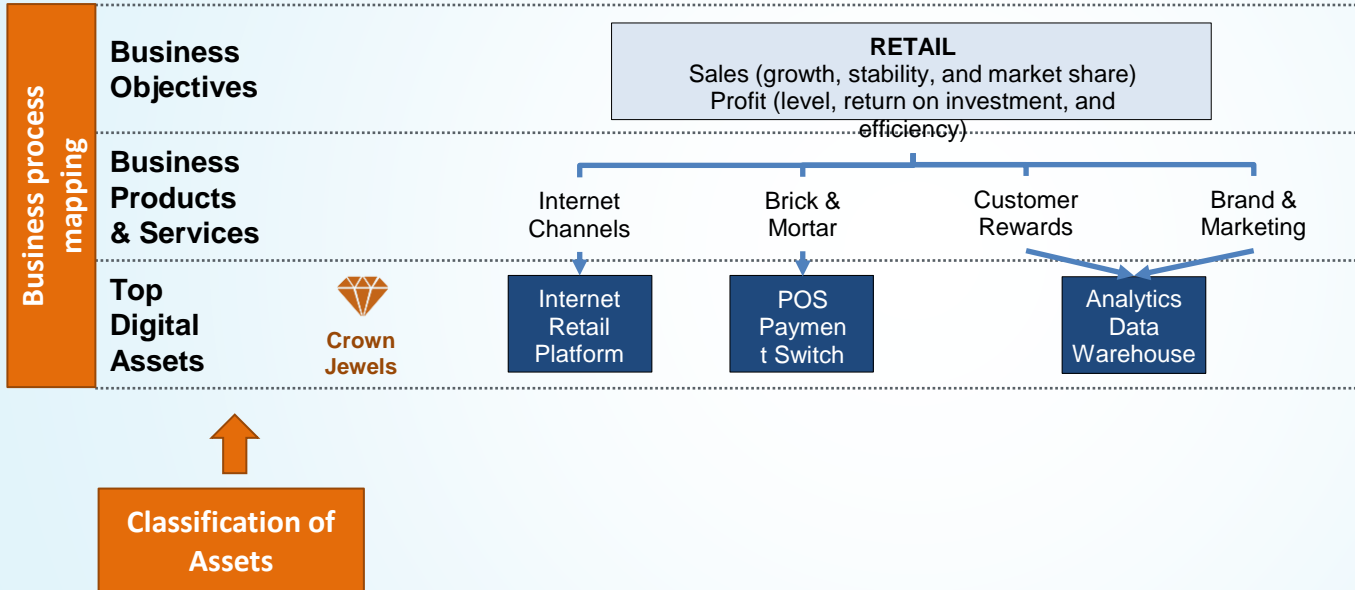 Business process
mapping
Business
Objectives
RETAIL
Sales (growth, stability, and market share)
Profit (level, return on investment, and
efficiency)
Business
Products
& Services
Internet
Channels
Brick &
Mortar
Customer
Rewards
Brand &
Marketing
Top
Digital
Assets
Crown
Jewels
Internet
Retail
Platform
POS
Paymen
t Switch
Analytics
Data
Warehouse
Classification of
Assets